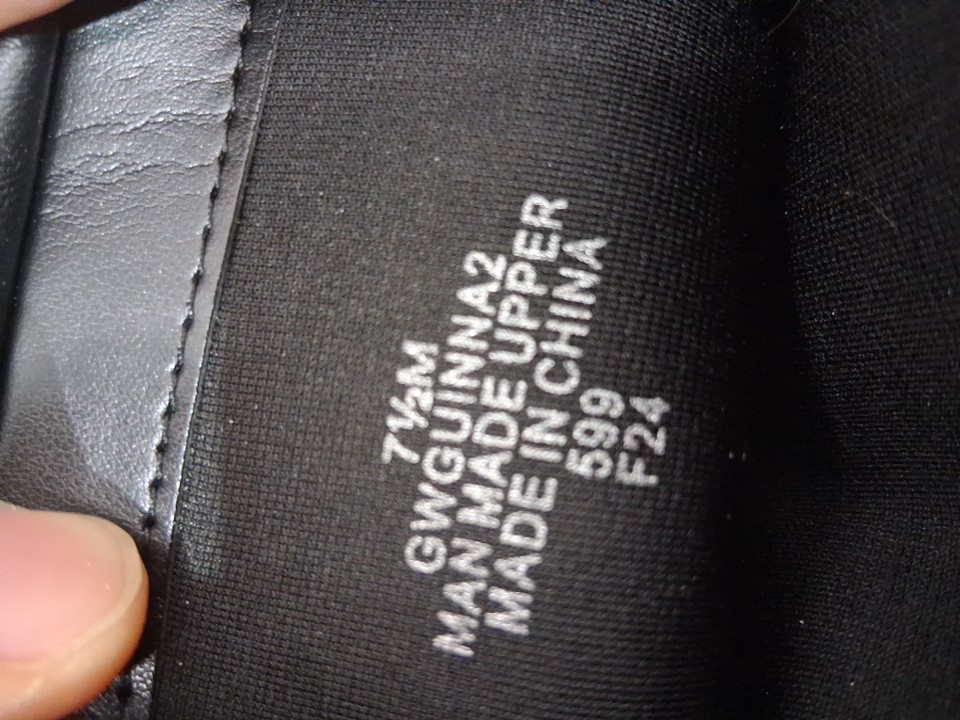 7½M
GWGUINNA2
MAN MADE UPPER
MADE IN CHINA
599
F24